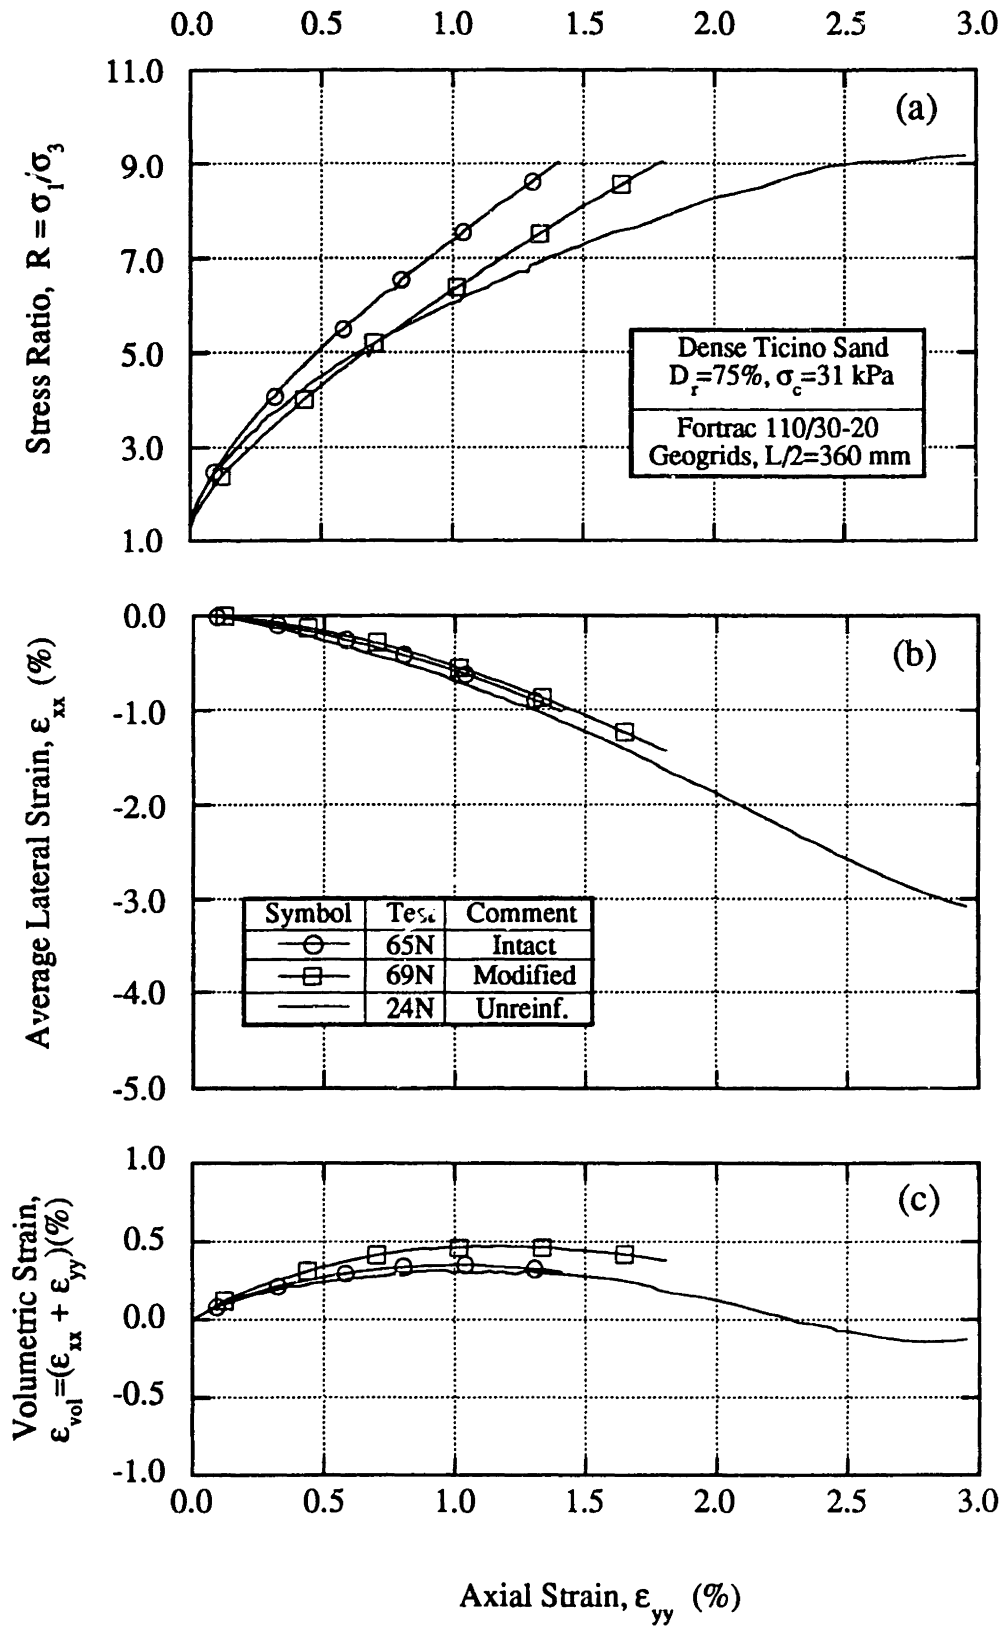 0.0 0.5 1.0 1.5 2.0 2.5 3.0
11.0
9.0
7.0
5.0
3.0
1.0
Stress Ratio, R = σ1/σ3
(a)
Dense Ticino Sand
Dr=75%, σc=31 kPa
Fortrac 110/30-20
Geogrids, L/2=360 mm
0.0
-1.0
-2.0
-3.0
-4.0
-5.0
Average Lateral Strain, εxx (%)
(b)
Symbol Test Comment
65N Intact
69N Modified
24N Unreinf.
1.0
0.5
0.0
-0.5
-1.0
Volumetric Strain,
εvol=(εxx + εyy)(%)
(c)
0.0 0.5 1.0 1.5 2.0 2.5 3.0
Axial Strain, εyy (%)